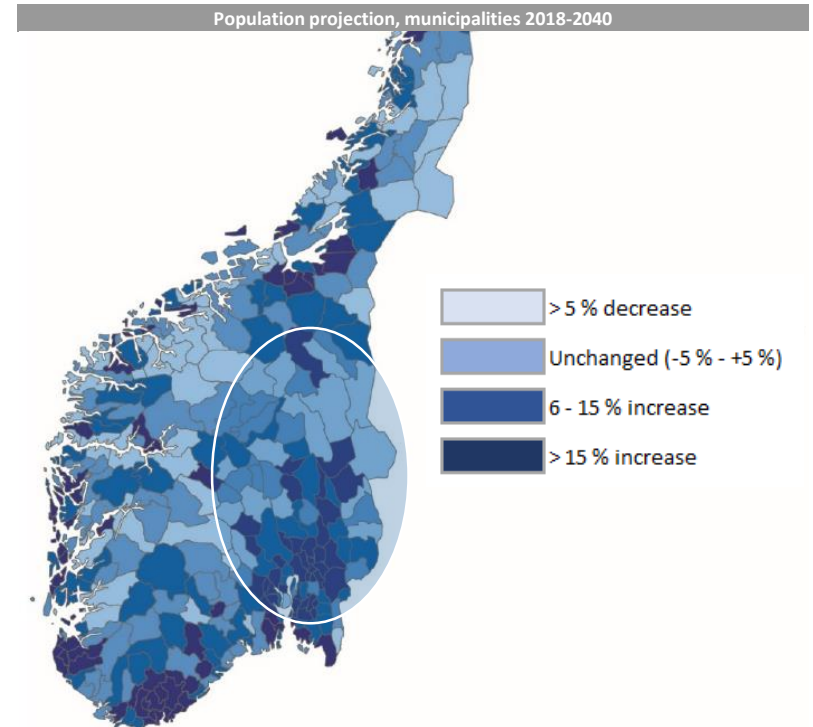 Population projection, municipalities 2018-2040
> 5 % decrease
Unchanged (-5 % - +5 %)
6 - 15 % increase
> 15 % increase